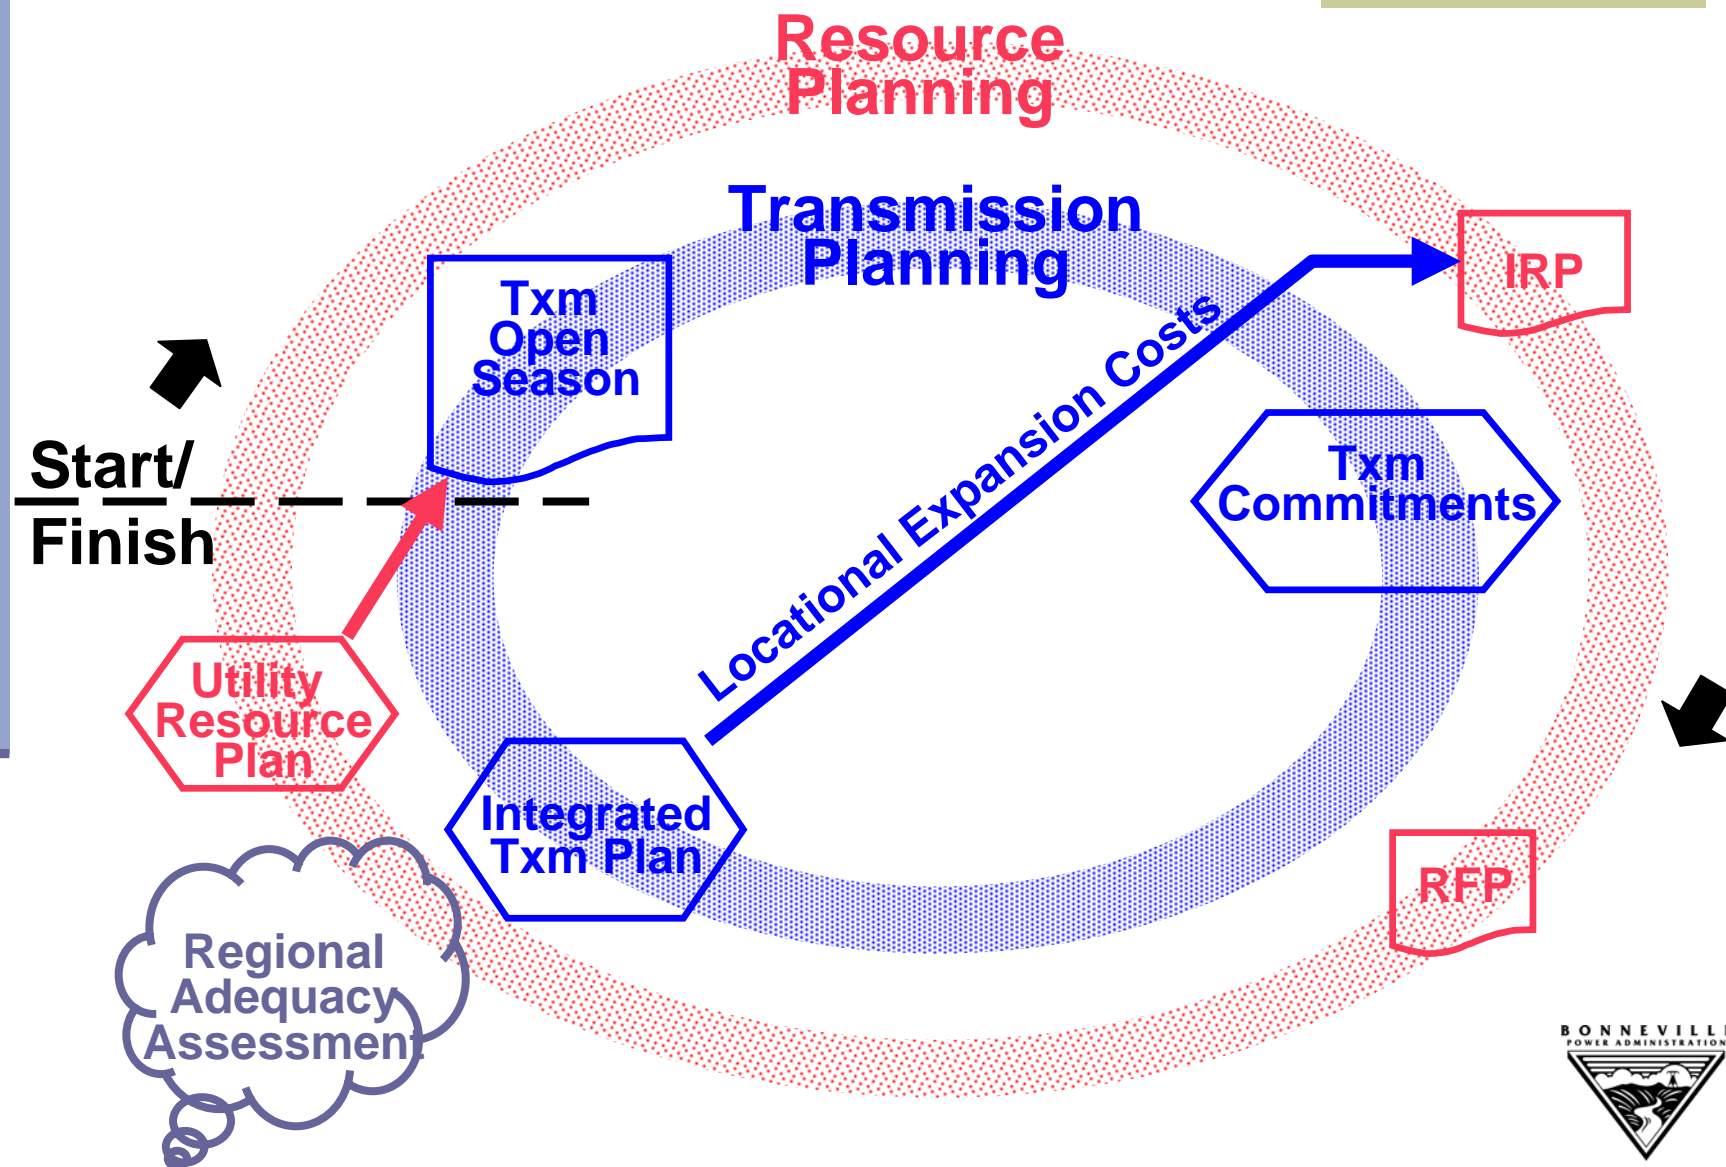 Resource
Planning
Transmission
Planning
Txm
Open
Season
IRP
Locational Expansion Costs
Start/
Finish
Txm
Commitments
Utility
Resource
Plan
Integrated
Txm Plan
RFP
Regional
Adequacy
Assessment
BONNEVILLE
POWER ADMINISTRATION